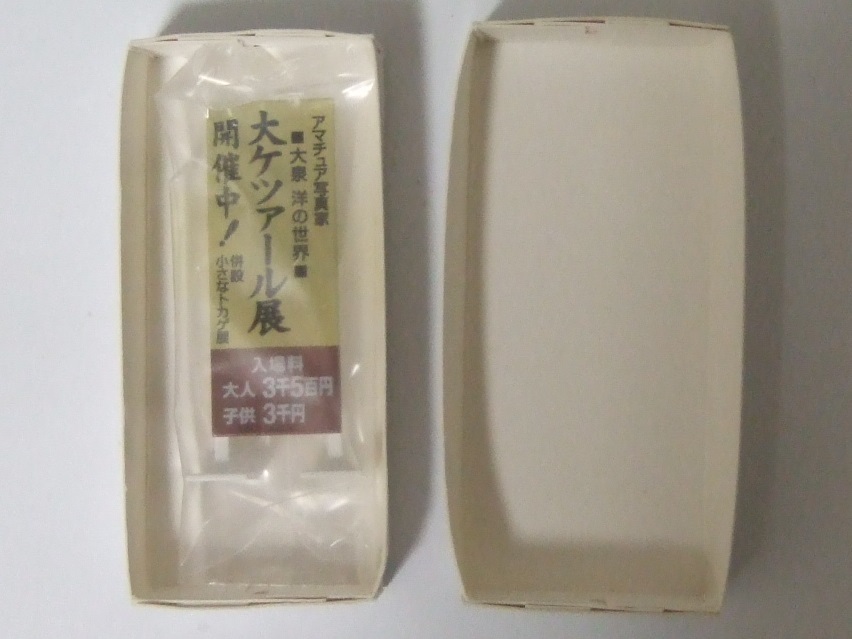 アマチュア写真家
■大泉 洋の世界■
大ケツァール展
開催中！
併設
小さなトカゲ展
入場料
大人 3千5百円
子供 3千円